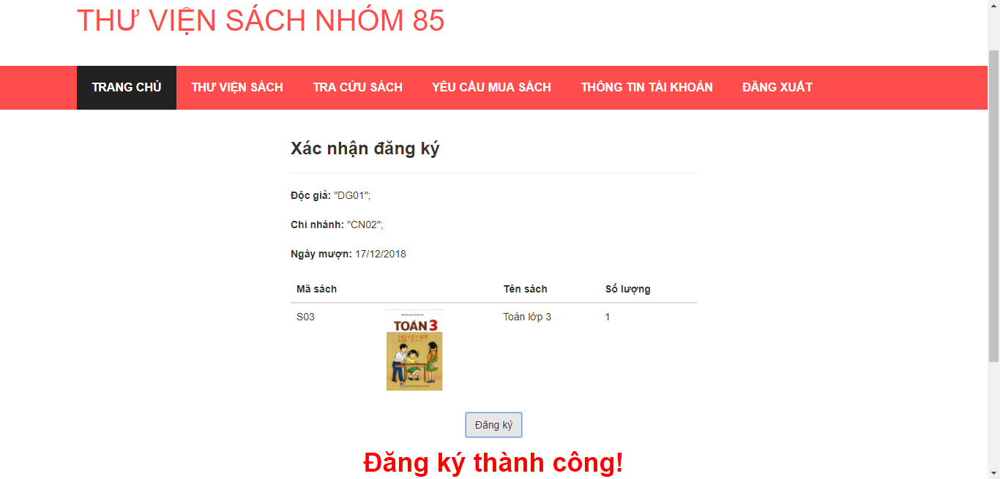 THƯ VIỆN SÁCH NHÓM 85
TRANG CHỦ THƯ VIỆN SÁCH TRA CỨU SÁCH YÊU CẦU MUA SÁCH THÔNG TIN TÀI KHOẢN ĐĂNG XUẤT
Xác nhận đăng ký
Độc giả: "DG01";
Chi nhánh: "CN02";
Ngày mượn: 17/12/2018
Mã sách Tên sách Số lượng
S03 Toán lớp 3 1
TOÁN 3
Đăng ký
Đăng ký thành công!